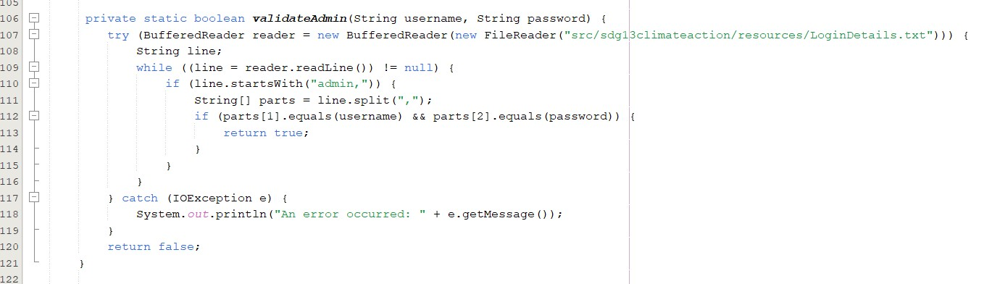 105
106 private static boolean validateAdmin(String username, String password) {
107 try (BufferedReader reader = new BufferedReader(new FileReader("src/sdg13climateaction/resources/LoginDetails.txt"))) {
108 String line;
109 while ((line = reader.readLine()) != null) {
110 if (line.startsWith("admin,")) {
111 String[] parts = line.split(",");
112 if (parts[1].equals(username) && parts[2].equals(password)) {
113 return true;
114 }
115 }
116 }
117 } catch (IOException e) {
118 System.out.println("An error occurred: " + e.getMessage());
119 }
120 return false;
121 }
122